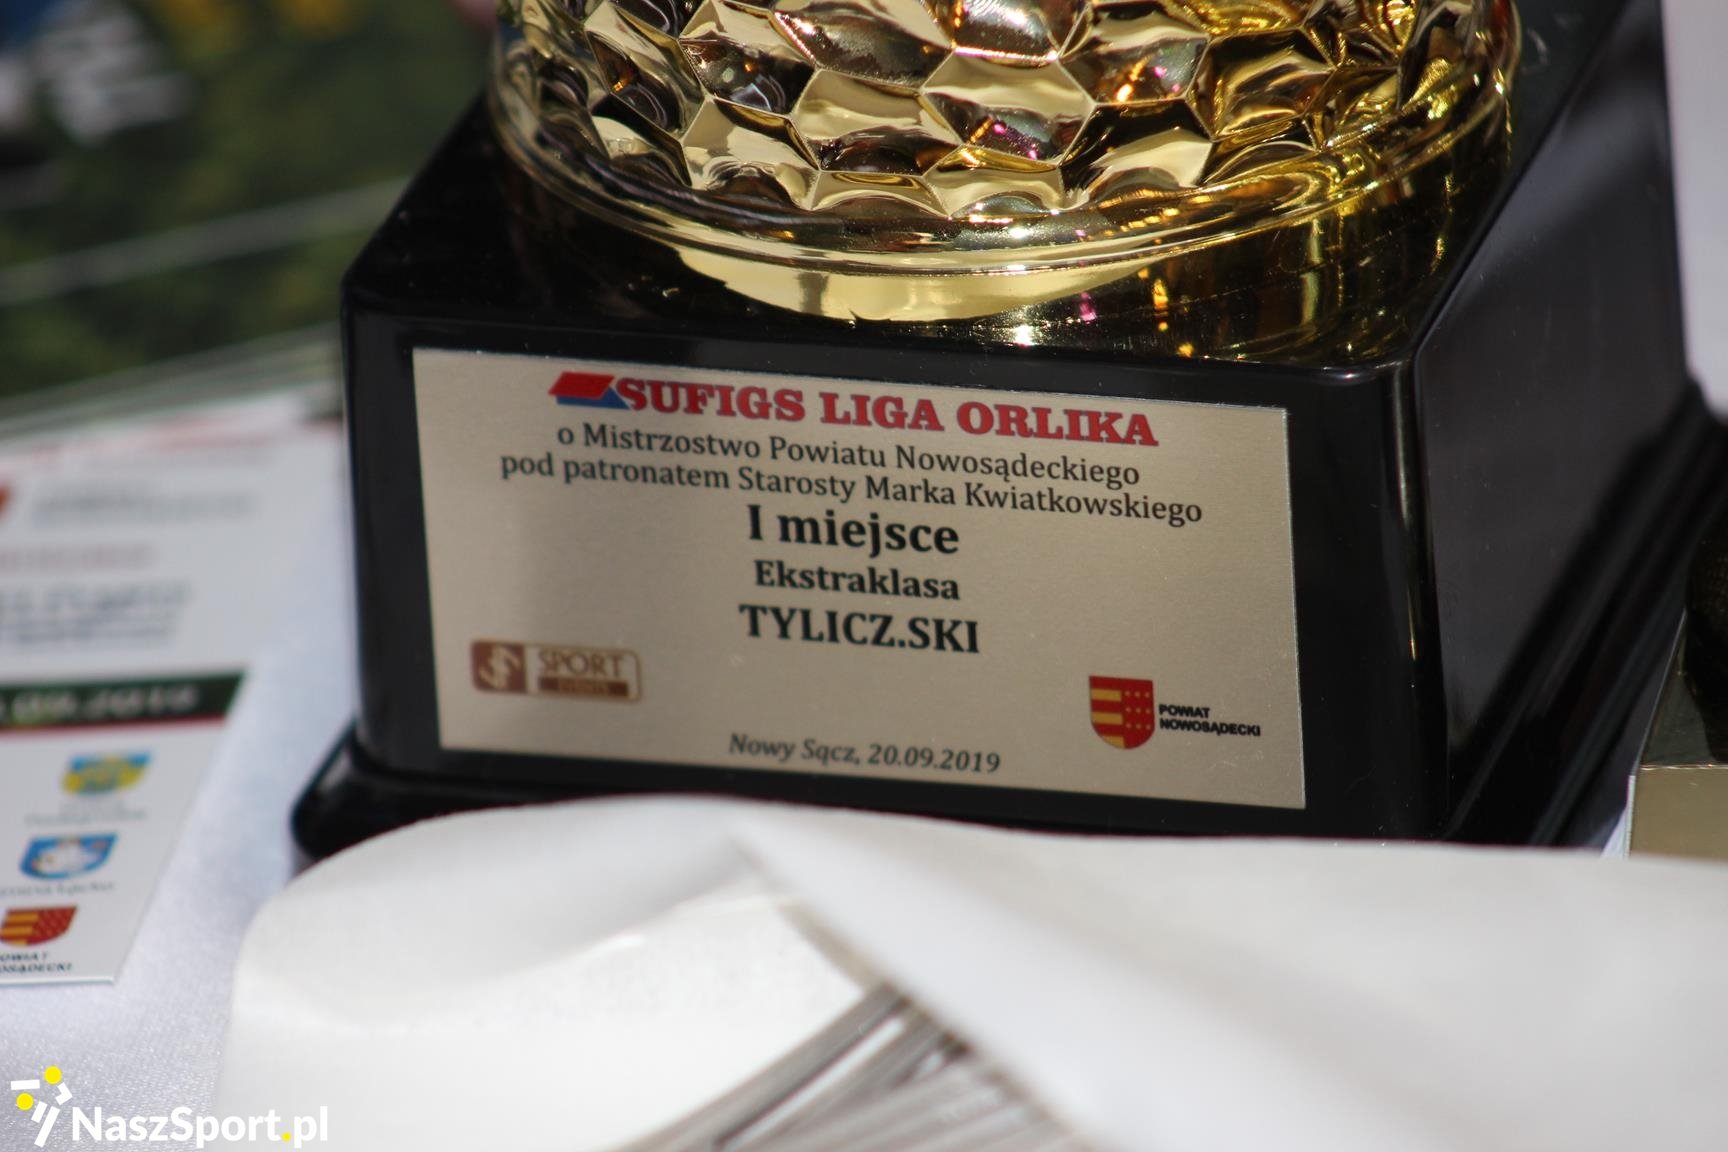 SUFIGS LIGA ORLIKA
o Mistrzostwo Powiatu Nowosądeckiego
pod patronatem Starosty Marka Kwiatkowskiego
I miejsce
Ekstraklasa
TYLICZ.SKI
SPORT
EVENTS
POWIAT
NOWOSĄDECKI
Nowy Sącz, 20.09.2019
NaszSport.pl